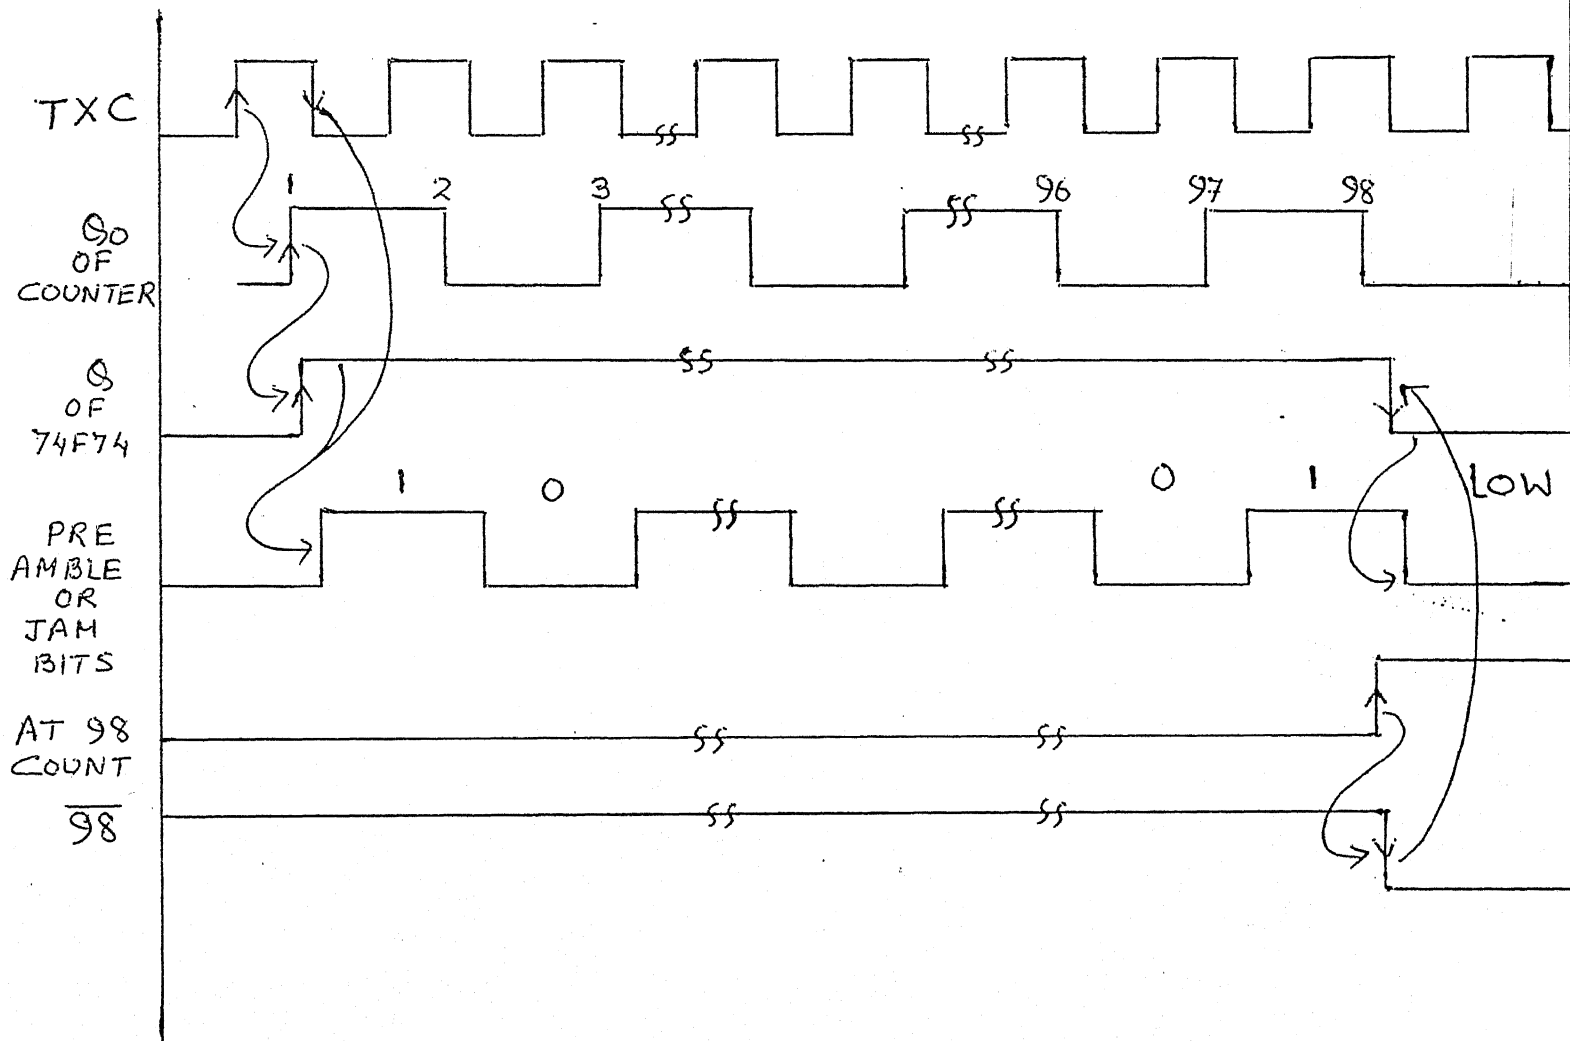 TXC
1 2 3 96 97 98
Q0
OF
COUNTER
Q
OF
74F74
1 0 0 1 LOW
PRE
AMBLE
OR
JAM
BITS
AT 98
COUNT
98